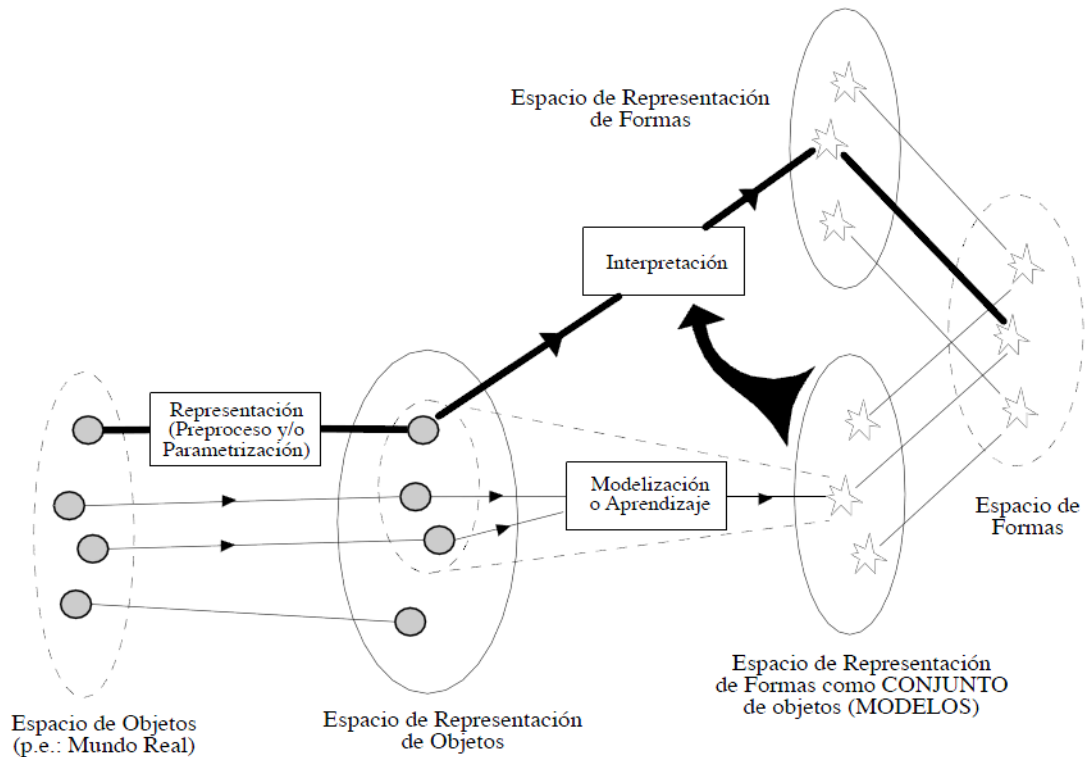 Espacio de Representación
de Formas
Interpretación
Representación
(Preproceso y/o
Parametrización)
Modelización
o Aprendizaje
Espacio de
Formas
Espacio de Objetos
(p.e.: Mundo Real)
Espacio de Representación
de Objetos
Espacio de Representación
de Formas como CONJUNTO
de objetos (MODELOS)